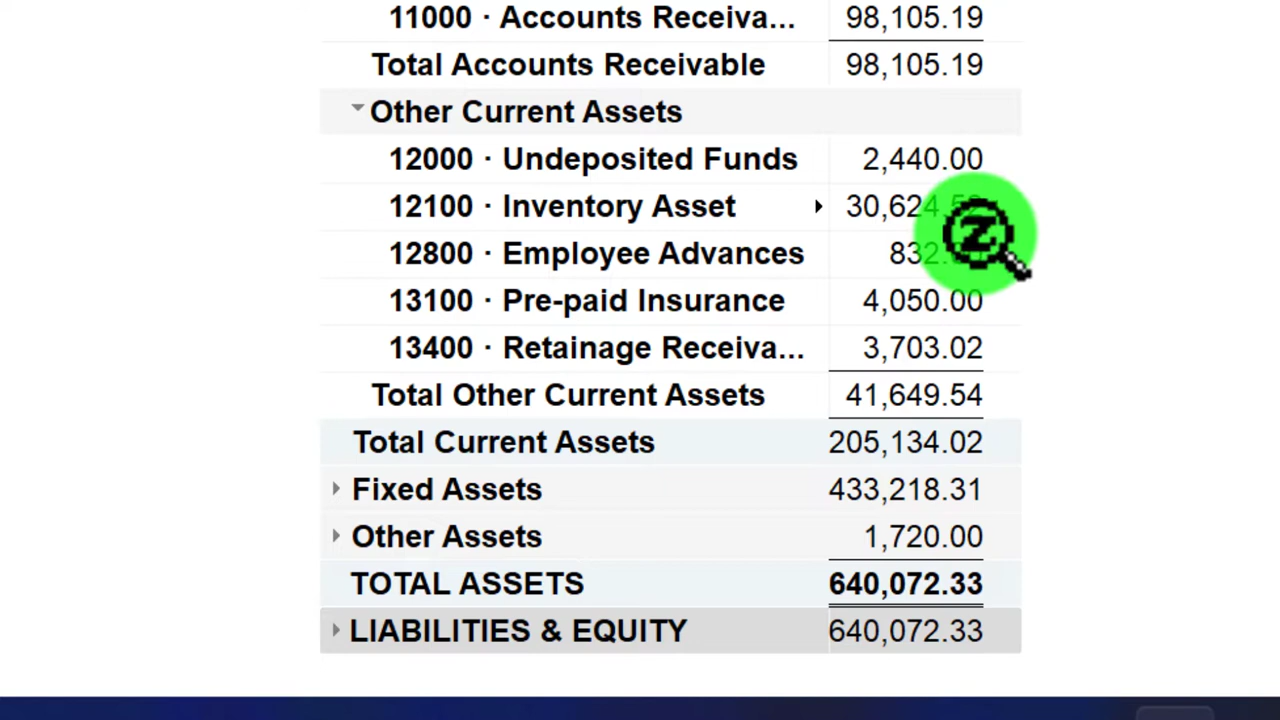 11000 · Accounts Receiva... 98,105.19
Total Accounts Receivable 98,105.19
Other Current Assets
12000 · Undeposited Funds 2,440.00
12100 · Inventory Asset
12800 · Employee Advances
13100 · Pre-paid Insurance 4,050.00
13400 · Retainage Receiva... 3,703.02
Total Other Current Assets 41,649.54
Total Current Assets 205,134.02
Fixed Assets 433,218.31
Other Assets 1,720.00
TOTAL ASSETS 640,072.33
LIABILITIES & EQUITY 640,072.33